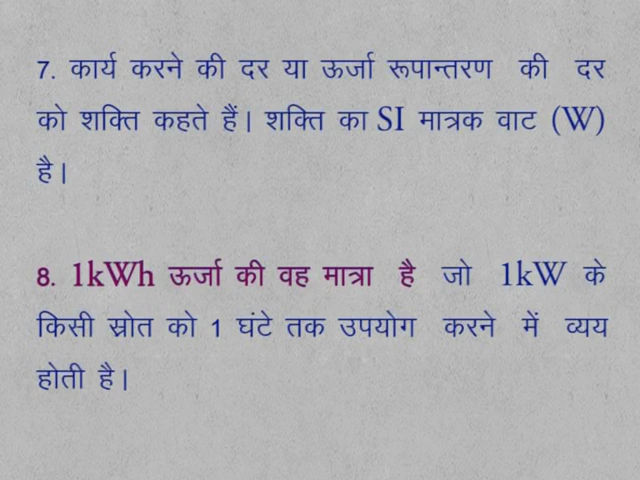 7. कार्य करने की दर या ऊर्जा रूपान्तरण की दर
को शक्ति कहते हैं। शक्ति का SI मात्रक वाट (W)
है।
8. 1kWh ऊर्जा की वह मात्रा है जो 1kW के
किसी स्रोत को 1 घंटे तक उपयोग करने में व्यय
होती है।